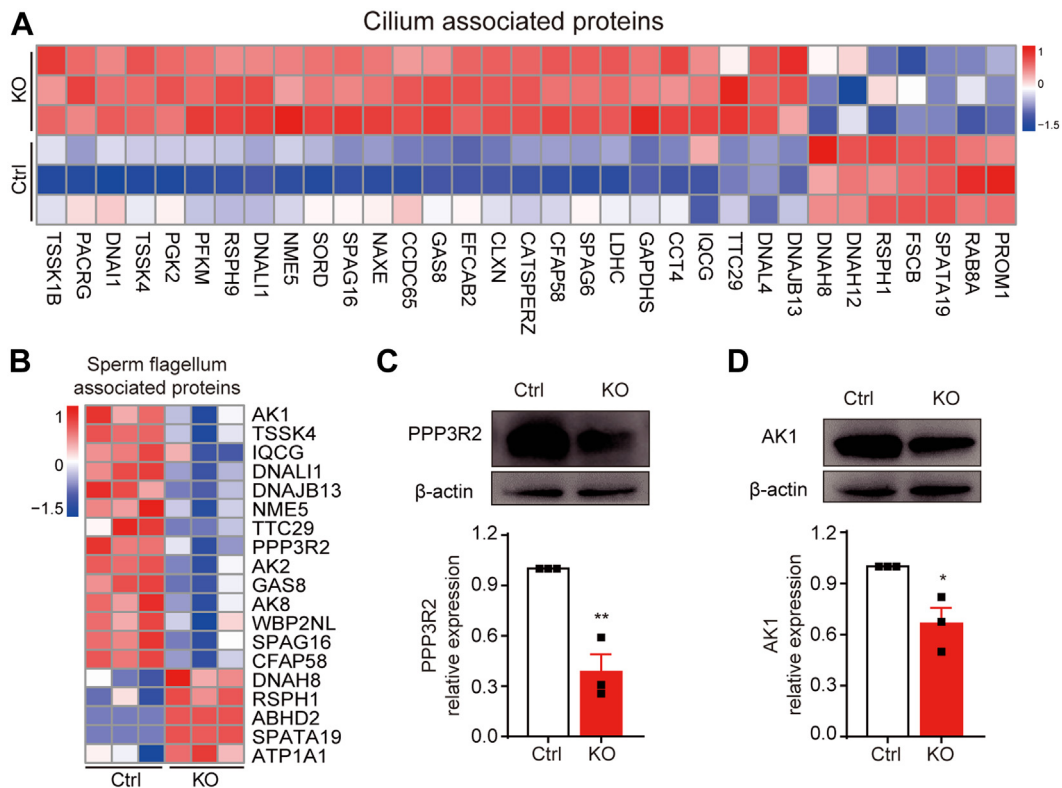 A
Cilium associated proteins
KO
Ctrl
1
0
−1.5
TSSK1B
PACRG
DNAI1
TSSK4
PGK2
PFKM
RSPH9
DNALI1
NME5
SORD
SPAG16
NAXE
CCDC65
GAS8
EFCAB2
CLXN
CATSPERZ
CFAP58
SPAG6
LDHC
GAPDHS
CCT4
IQCG
TTC29
DNAL4
DNAJB13
DNAH8
DNAH12
RSPH1
FSCB
SPATA19
RAB8A
PROM1
B
Sperm flagellum
associated proteins
1
0
−1.5
AK1
TSSK4
IQCG
DNALI1
DNAJB13
NME5
TTC29
PPP3R2
AK2
GAS8
AK8
WBP2NL
SPAG16
CFAP58
DNAH8
RSPH1
ABHD2
SPATA19
ATP1A1
Ctrl KO
C
Ctrl KO
PPP3R2
β-actin
PPP3R2
relative expression
1.2
0.9
0.6
0.3
0.0
**
Ctrl KO
D
Ctrl KO
AK1
β-actin
AK1
relative expression
1.2
0.9
0.6
0.3
0.0
*
Ctrl KO